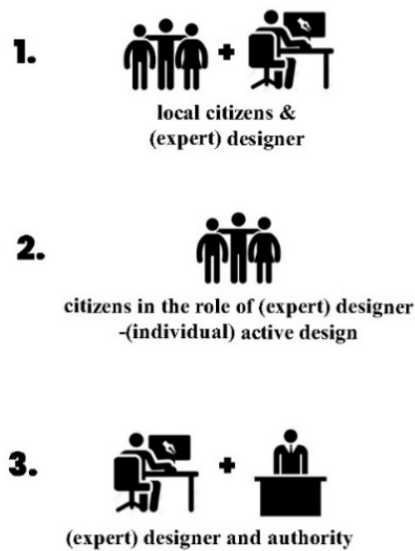 1.
+
local citizens &
(expert) designer
2.
citizens in the role of (expert) designer
-(individual) active design
3.
+
(expert) designer and authority